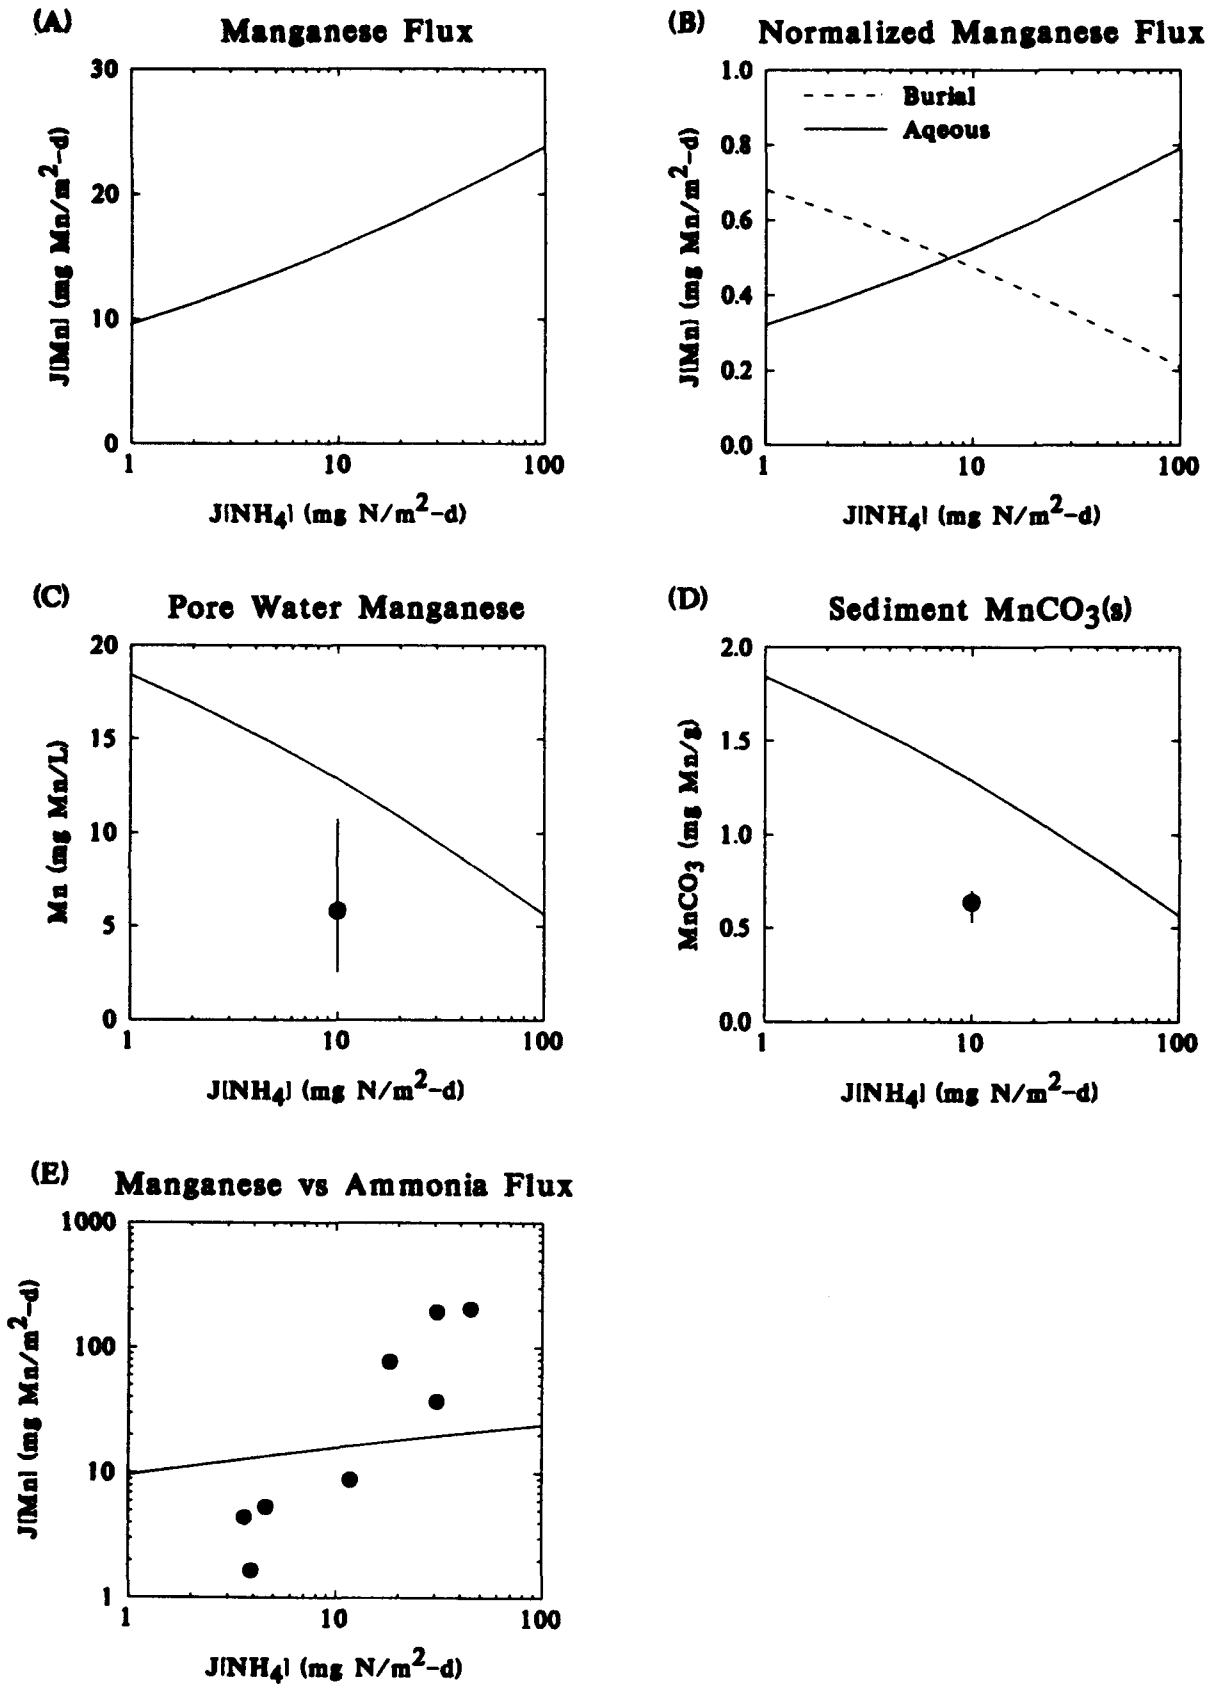 (A) Manganese Flux
30
20
10
0
J[Mn] (mg Mn/m²-d)
1 10 100
J[NH₄] (mg N/m²-d)
(B) Normalized Manganese Flux
1.0
0.8
0.6
0.4
0.2
0.0
J[Mn] (mg Mn/m²-d)
Burial
Aqeous
1 10 100
J[NH₄] (mg N/m²-d)
(C) Pore Water Manganese
20
15
10
5
0
Mn (mg Mn/L)
1 10 100
J[NH₄] (mg N/m²-d)
(D) Sediment MnCO₃(s)
2.0
1.5
1.0
0.5
0.0
MnCO₃ (mg Mn/g)
1 10 100
J[NH₄] (mg N/m²-d)
(E) Manganese vs Ammonia Flux
1000
100
10
1
J[Mn] (mg Mn/m²-d)
1 10 100
J[NH₄] (mg N/m²-d)